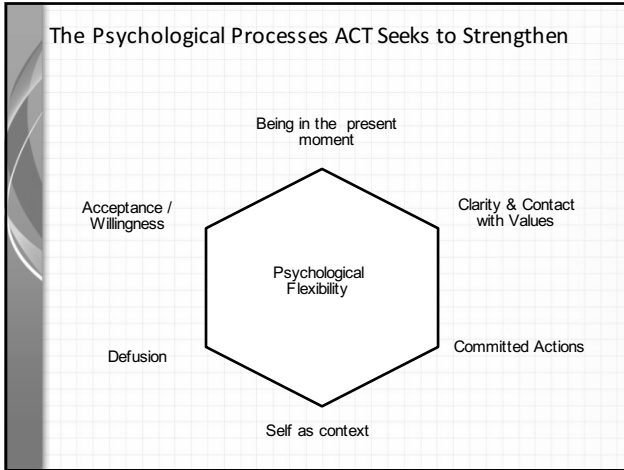 The Psychological Processes ACT Seeks to Strengthen
Being in the present
moment
Acceptance /
Willingness
Clarity & Contact
with Values
Psychological
Flexibility
Defusion
Committed Actions
Self as context